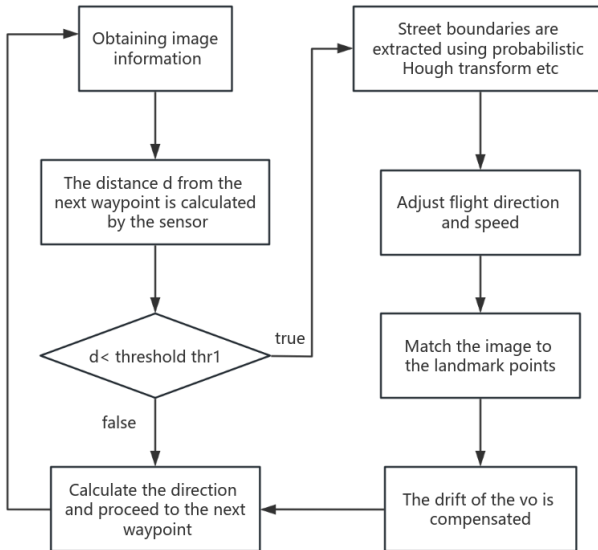 Obtaining image
information
The distance d from the
next waypoint is calculated
by the sensor
d< threshold thr1
true
false
Calculate the direction
and proceed to the next
waypoint
Street boundaries are
extracted using probabilistic
Hough transform etc
Adjust flight direction
and speed
Match the image to
the landmark points
The drift of the vo is
compensated